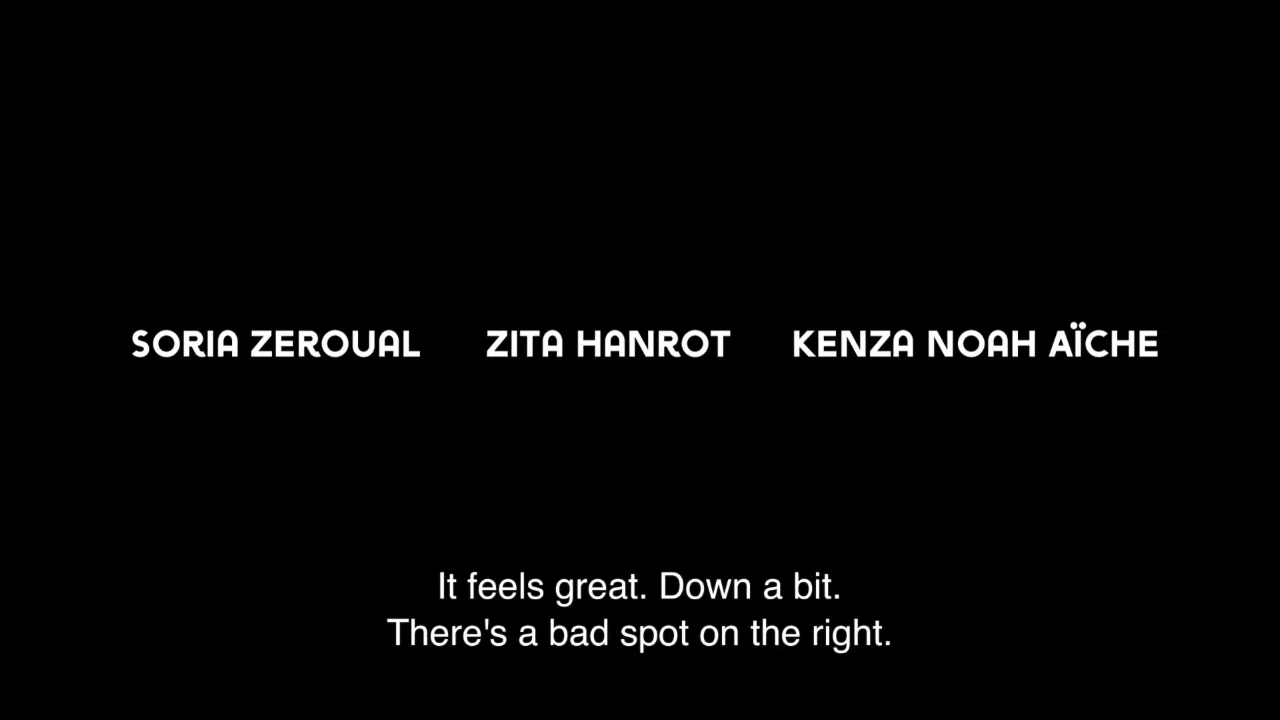 SORIA ZEROUAL ZITA HANROT KENZA NOAH AÏCHE
It feels great. Down a bit.
There's a bad spot on the right.